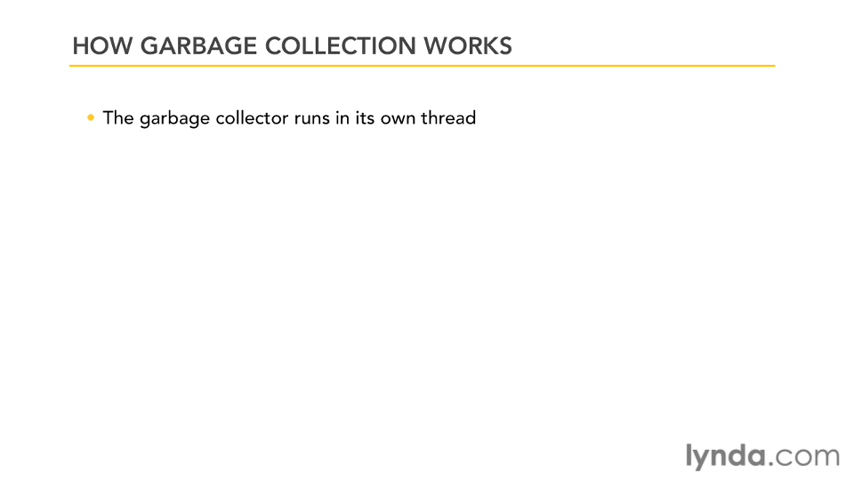 HOW GARBAGE COLLECTION WORKS
• The garbage collector runs in its own thread
lynda.com